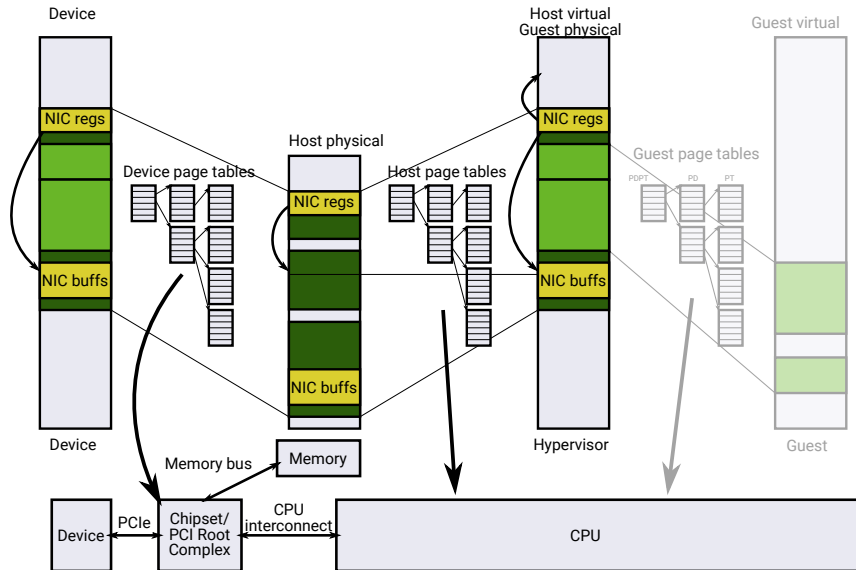 Device
Host virtual
Guest physical
Guest virtual
NIC regs
NIC regs
Host physical
Device page tables
Host page tables
Guest page tables
PDPT
PD
PT
NIC regs
NIC buffs
NIC buffs
NIC buffs
Device
Hypervisor
Guest
Memory bus
Memory
Device
PCIe
Chipset/
PCI Root
Complex
CPU
interconnect
CPU